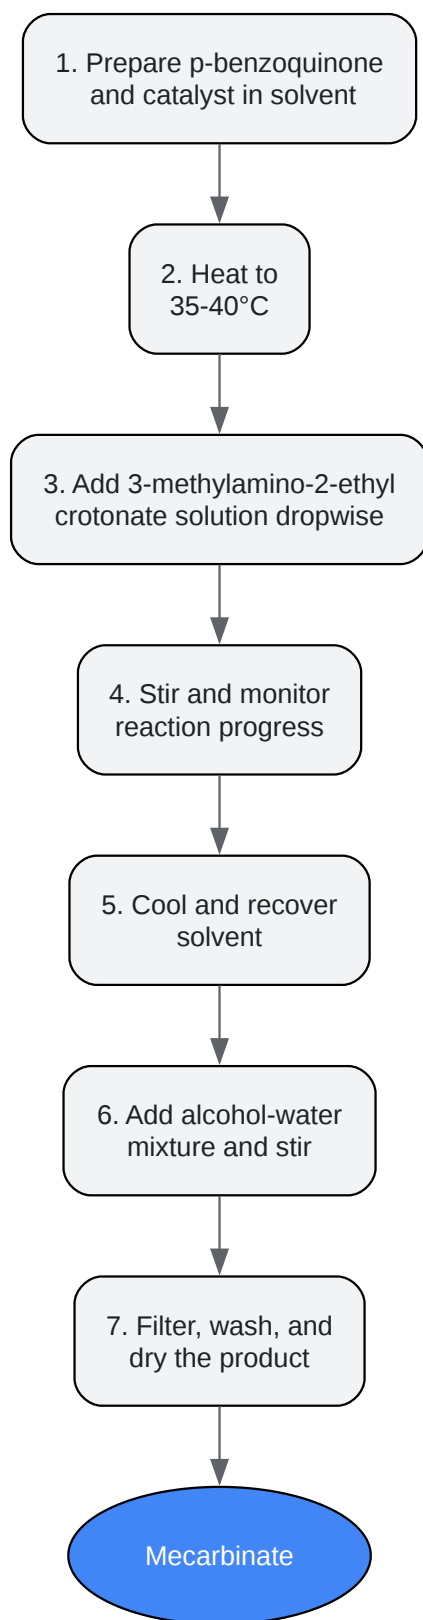 1. Prepare p-benzoquinone
and catalyst in solvent
2. Heat to
35-40°C
3. Add 3-methylamino-2-ethyl
crotonate solution dropwise
4. Stir and monitor
reaction progress
5. Cool and recover
solvent
6. Add alcohol-water
mixture and stir
7. Filter, wash, and
dry the product
Mecarbinate